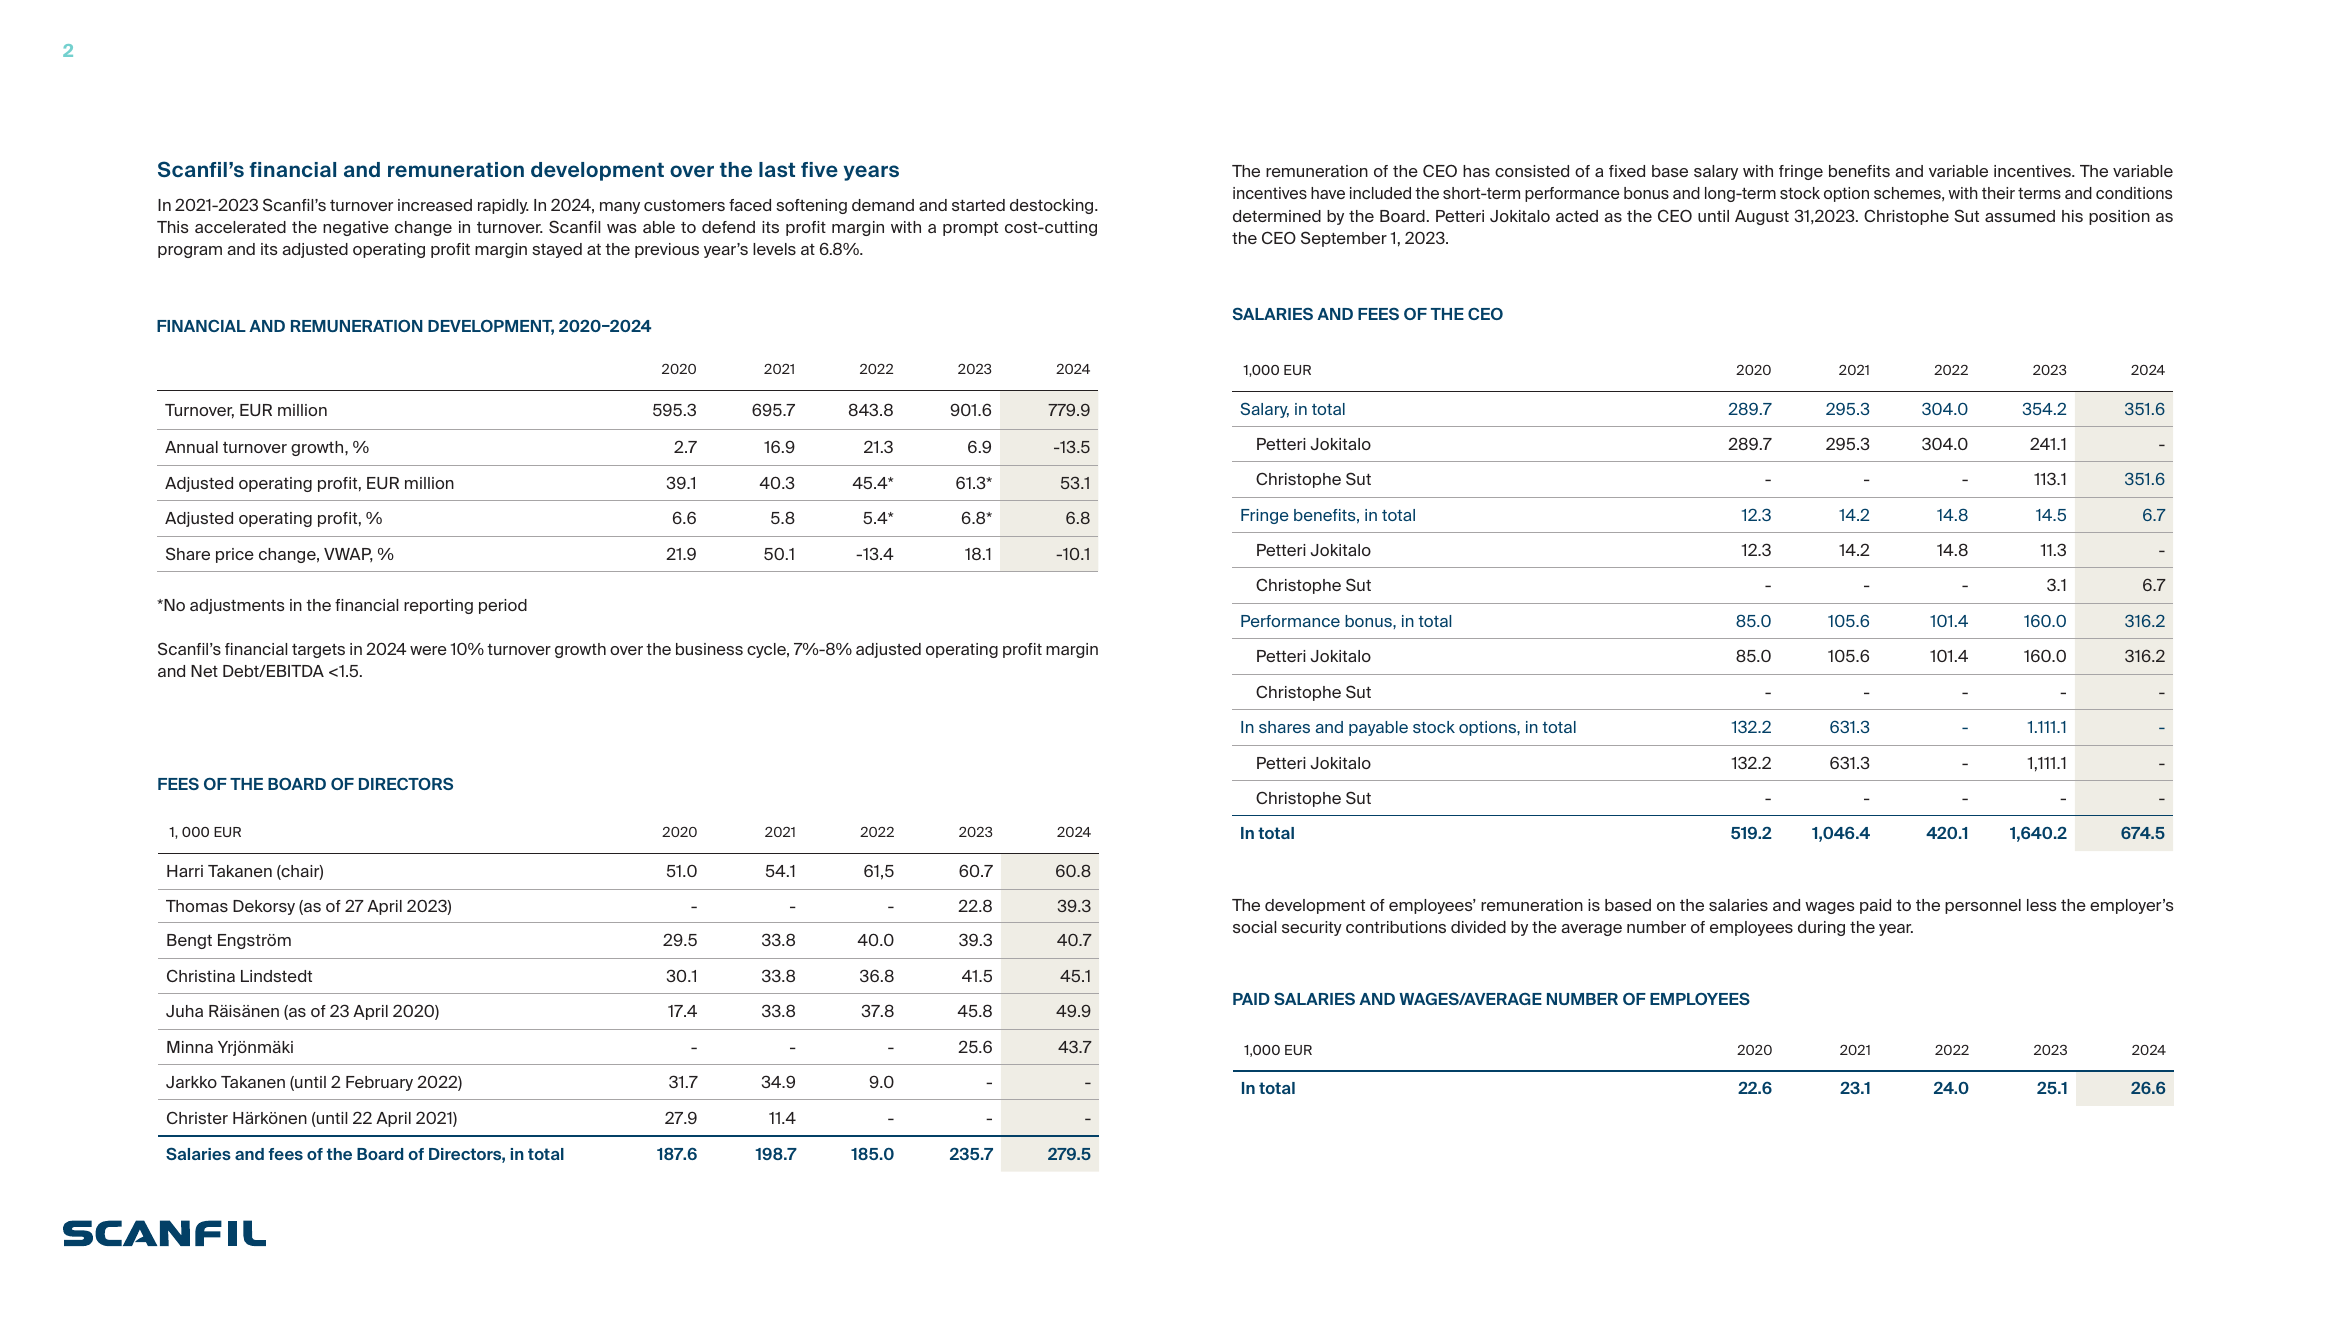 2
Scanfil’s financial and remuneration development over the last five years
In 2021-2023 Scanfil’s turnover increased rapidly. In 2024, many customers faced softening demand and started destocking.
This accelerated the negative change in turnover. Scanfil was able to defend its profit margin with a prompt cost-cutting
program and its adjusted operating profit margin stayed at the previous year’s levels at 6.8%.
FINANCIAL AND REMUNERATION DEVELOPMENT, 2020–2024
2020 2021 2022 2023 2024
Turnover, EUR million 595.3 695.7 843.8 901.6 779.9
Annual turnover growth, % 2.7 16.9 21.3 6.9 -13.5
Adjusted operating profit, EUR million 39.1 40.3 45.4* 61.3* 53.1
Adjusted operating profit, % 6.6 5.8 5.4* 6.8* 6.8
Share price change, VWAP, % 21.9 50.1 -13.4 18.1 -10.1
*No adjustments in the financial reporting period
Scanfil’s financial targets in 2024 were 10% turnover growth over the business cycle, 7%-8% adjusted operating profit margin
and Net Debt/EBITDA <1.5.
FEES OF THE BOARD OF DIRECTORS
1, 000 EUR 2020 2021 2022 2023 2024
Harri Takanen (chair) 51.0 54.1 61,5 60.7 60.8
Thomas Dekorsy (as of 27 April 2023) - - - 22.8 39.3
Bengt Engström 29.5 33.8 40.0 39.3 40.7
Christina Lindstedt 30.1 33.8 36.8 41.5 45.1
Juha Räisänen (as of 23 April 2020) 17.4 33.8 37.8 45.8 49.9
Minna Yrjönmäki - - - 25.6 43.7
Jarkko Takanen (until 2 February 2022) 31.7 34.9 9.0 - -
Christer Härkönen (until 22 April 2021) 27.9 11.4 - - -
Salaries and fees of the Board of Directors, in total 187.6 198.7 185.0 235.7 279.5
The remuneration of the CEO has consisted of a fixed base salary with fringe benefits and variable incentives. The variable
incentives have included the short-term performance bonus and long-term stock option schemes, with their terms and conditions
determined by the Board. Petteri Jokitalo acted as the CEO until August 31,2023. Christophe Sut assumed his position as
the CEO September 1, 2023.
SALARIES AND FEES OF THE CEO
1,000 EUR 2020 2021 2022 2023 2024
Salary, in total 289.7 295.3 304.0 354.2 351.6
Petteri Jokitalo 289.7 295.3 304.0 241.1 -
Christophe Sut - - - 113.1 351.6
Fringe benefits, in total 12.3 14.2 14.8 14.5 6.7
Petteri Jokitalo 12.3 14.2 14.8 11.3 -
Christophe Sut - - - 3.1 6.7
Performance bonus, in total 85.0 105.6 101.4 160.0 316.2
Petteri Jokitalo 85.0 105.6 101.4 160.0 316.2
Christophe Sut - - - - -
In shares and payable stock options, in total 132.2 631.3 - 1.111.1 -
Petteri Jokitalo 132.2 631.3 - 1,111.1 -
Christophe Sut - - - - -
In total 519.2 1,046.4 420.1 1,640.2 674.5
The development of employees’ remuneration is based on the salaries and wages paid to the personnel less the employer’s
social security contributions divided by the average number of employees during the year.
PAID SALARIES AND WAGES/AVERAGE NUMBER OF EMPLOYEES
1,000 EUR 2020 2021 2022 2023 2024
In total 22.6 23.1 24.0 25.1 26.6
SCANFIL